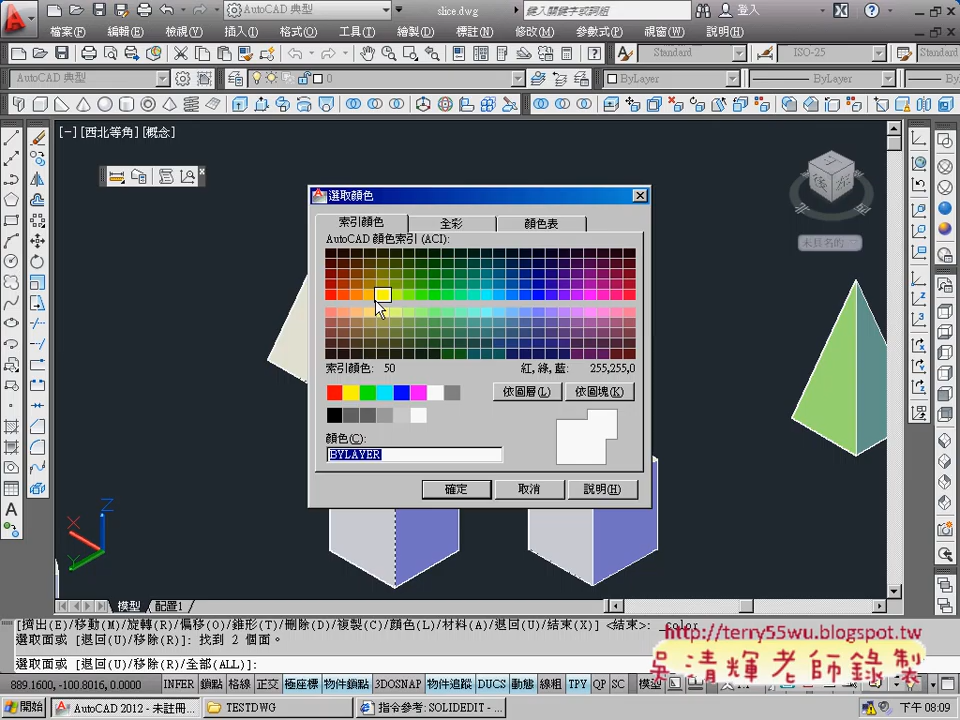 AutoCAD 典型
slice.dwg
鍵入關鍵字或詞組
登入
檔案(F) 編輯(E) 檢視(V) 插入(I) 格式(O) 工具(T) 繪製(D) 標註(N) 修改(M) 參數式(P) 視窗(W) 說明(H)
Standard ISO-25 Standard
AutoCAD 典型 0 ByLayer ByLayer
[-] [西北等角] [概念]
選取顏色
索引顏色 全彩 顏色表
AutoCAD 顏色索引 (ACI):
索引顏色: 50 紅, 綠, 藍: 255,255,0
依圖層(L) 依圖塊(K)
顏色(C):
BYLAYER
確定 取消 說明(H)
未具名的
X Y Z
模型 配置1
[擠出(E)/移動(M)/旋轉(R)/偏移(O)/錐形(T)/刪除(D)/複製(C)/顏色(L)/材料(A)/退回(U)/結束(X)] <結束>: _color
選取面或 [退回(U)/移除(R)]: 找到 2 個面。
選取面或 [退回(U)/移除(R)/全部(ALL)]:
http://terry55wu.blogspot.tw
吳清輝老師錄製
889.1600, -100.8016, 0.0000 INFER 鎖點 格線 正交 極座標 物件鎖點 3DOSNAP 物件追蹤 DUCS 動態 線粗 TPY QP SC 模型
開始 AutoCAD 2012 - 未註冊... TESTDWG 指令參考: SOLIDEDIT -... 下午 08:09